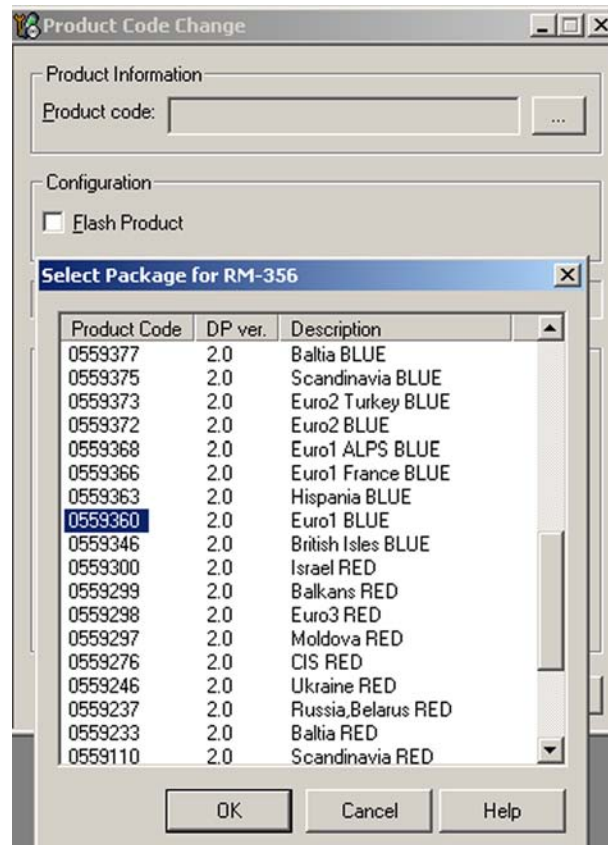 Product Code Change
Product Information
Product code:
...
Configuration
Flash Product
Select Package for RM-356
Product Code DP ver. Description
0559377 2.0 Baltia BLUE
0559375 2.0 Scandinavia BLUE
0559373 2.0 Euro2 Turkey BLUE
0559372 2.0 Euro2 BLUE
0559368 2.0 Euro1 ALPS BLUE
0559366 2.0 Euro1 France BLUE
0559363 2.0 Hispania BLUE
0559360 2.0 Euro1 BLUE
0559346 2.0 British Isles BLUE
0559300 2.0 Israel RED
0559299 2.0 Balkans RED
0559298 2.0 Euro3 RED
0559297 2.0 Moldova RED
0559276 2.0 CIS RED
0559246 2.0 Ukraine RED
0559237 2.0 Russia,Belarus RED
0559233 2.0 Baltia RED
0559110 2.0 Scandinavia RED
OK Cancel Help